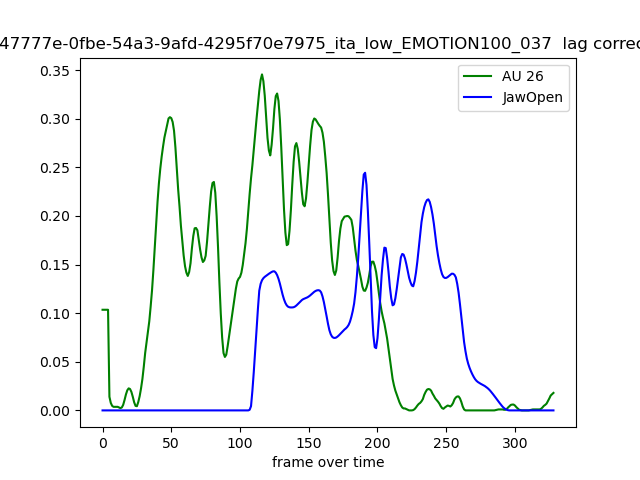 47777e-0fbe-54a3-9afd-4295f70e7975_ita_low_EMOTION100_037 lag correc
AU 26
JawOpen
0.35
0.30
0.25
0.20
0.15
0.10
0.05
0.00
0 50 100 150 200 250 300
frame over time